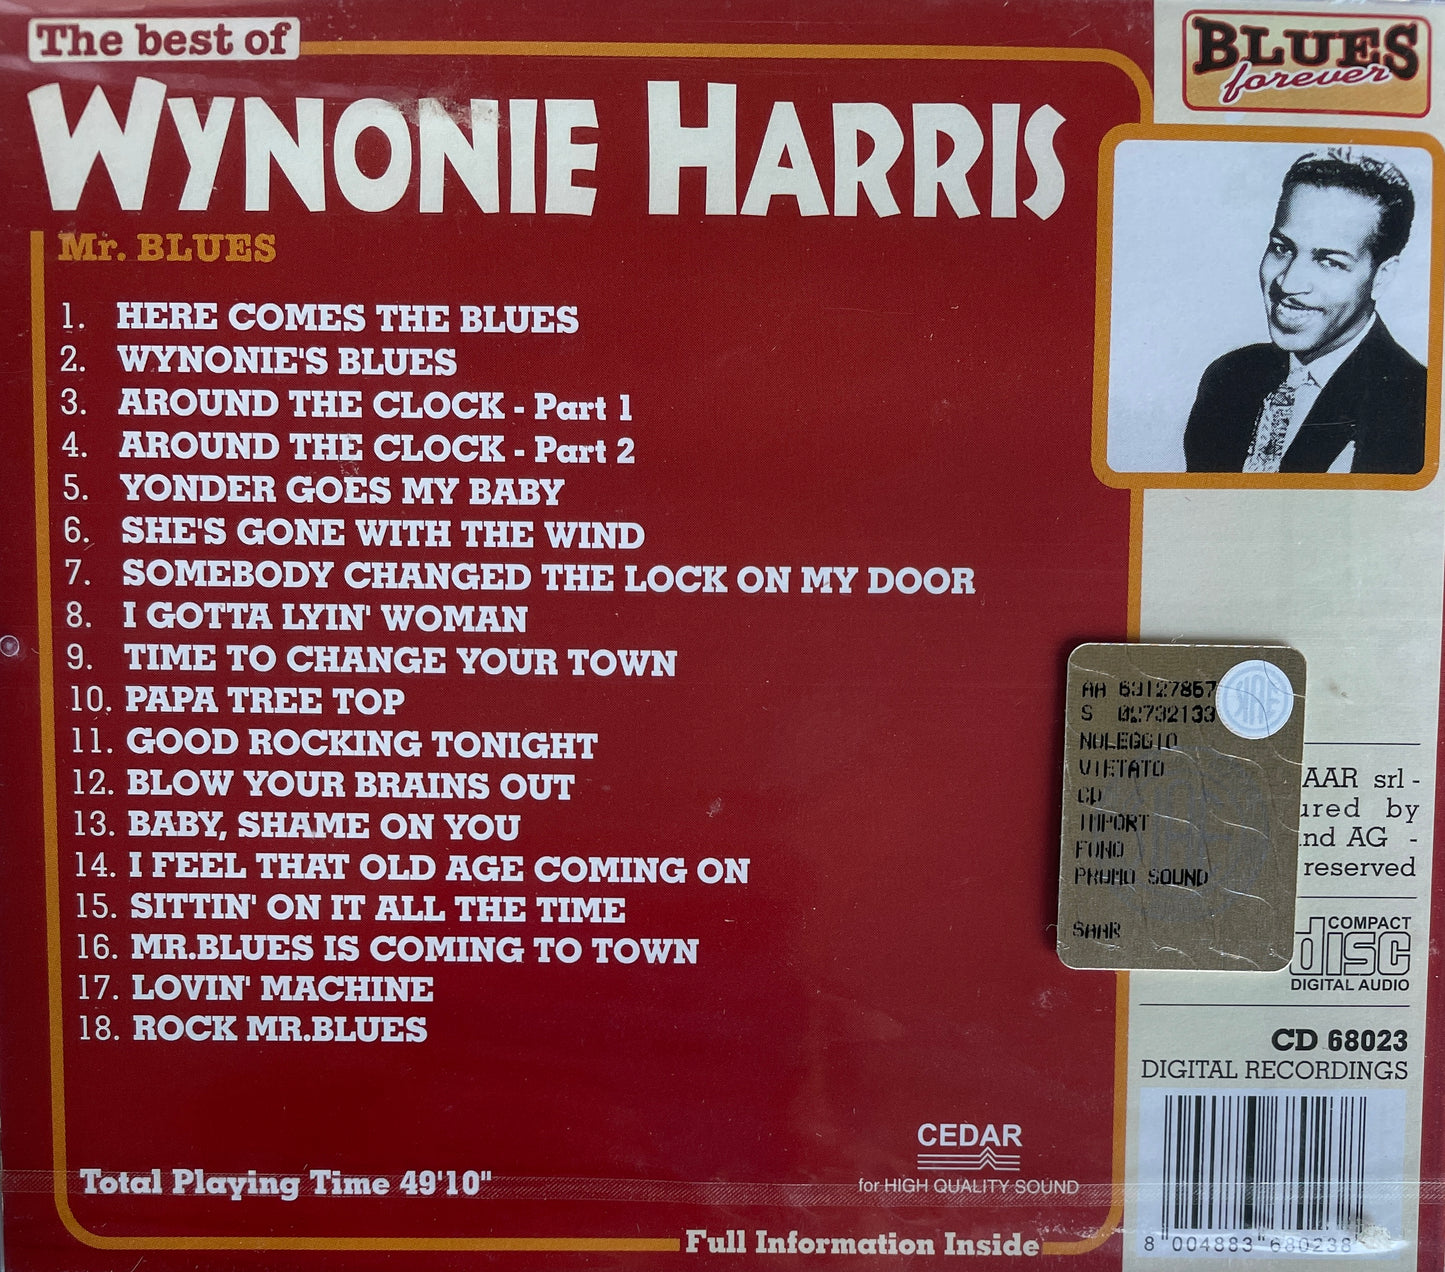 The best of
WYNONIE HARRIS
Mr. BLUES
1. HERE COMES THE BLUES
2. WYNONIE'S BLUES
3. AROUND THE CLOCK - Part 1
4. AROUND THE CLOCK - Part 2
5. YONDER GOES MY BABY
6. SHE'S GONE WITH THE WIND
7. SOMEBODY CHANGED THE LOCK ON MY DOOR
8. I GOTTA LYIN' WOMAN
9. TIME TO CHANGE YOUR TOWN
10. PAPA TREE TOP
11. GOOD ROCKING TONIGHT
12. BLOW YOUR BRAINS OUT
13. BABY, SHAME ON YOU
14. I FEEL THAT OLD AGE COMING ON
15. SITTIN' ON IT ALL THE TIME
16. MR.BLUES IS COMING TO TOWN
17. LOVIN' MACHINE
18. ROCK MR.BLUES
Total Playing Time 49'10"
CEDAR
for HIGH QUALITY SOUND
Full Information Inside
BLUES
forever
AA 69127867
S 02732133
NOLEGGIO
VIETATO
CD
IMPORT
FONO
PROMO SOUND
SAAR
AAR srl -
ured by
nd AG -
reserved
COMPACT
disc
DIGITAL AUDIO
CD 68023
DIGITAL RECORDINGS
8 004883 680238